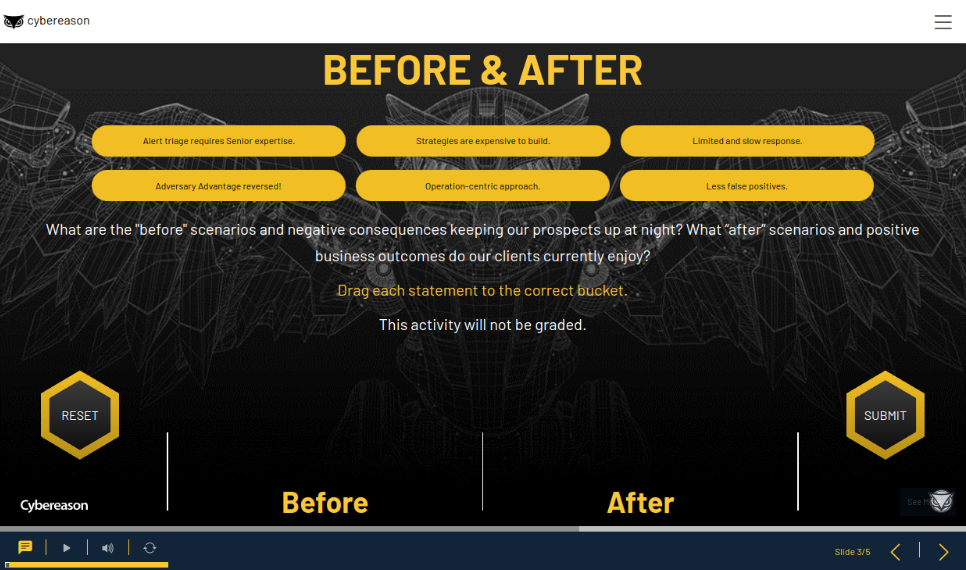 cybereason
BEFORE & AFTER
Alert triage requires Senior expertise.
Strategies are expensive to build.
Limited and slow response.
Adversary Advantage reversed!
Operation-centric approach.
Less false positives.
What are the "before" scenarios and negative consequences keeping our prospects up at night? What “after” scenarios and positive
business outcomes do our clients currently enjoy?
Drag each statement to the correct bucket.
This activity will not be graded.
RESET
SUBMIT
Before
After
Cybereason
See
Slide 3/5